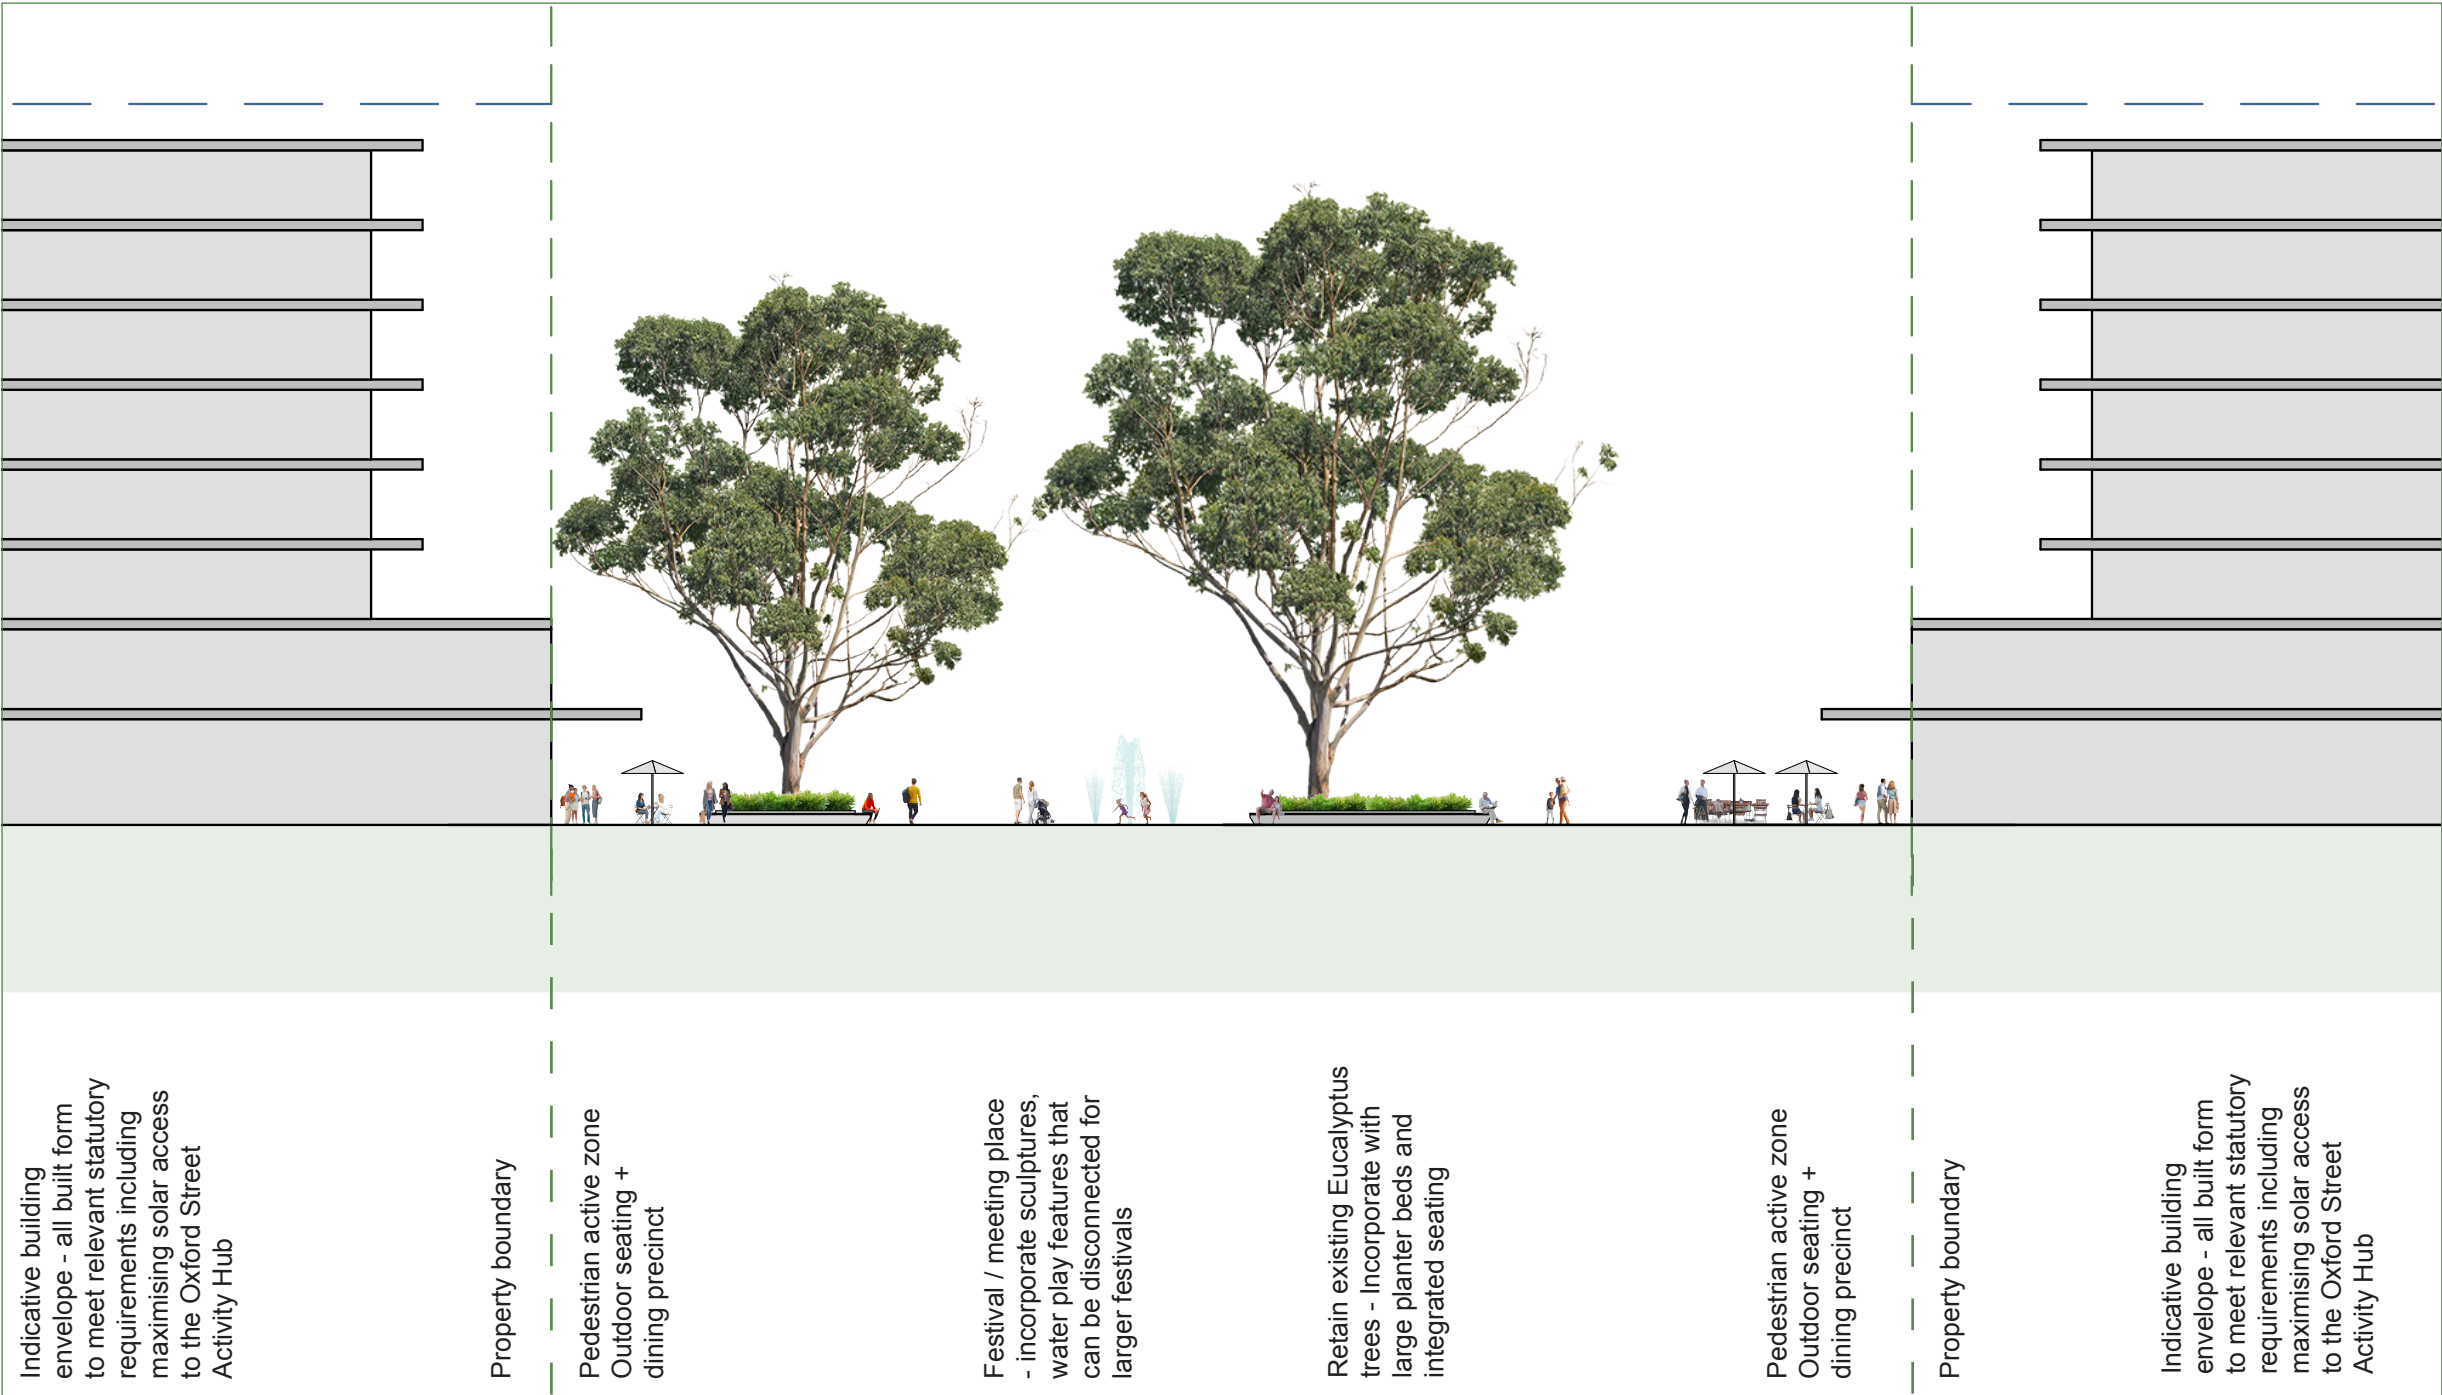 Indicative building
envelope - all built form
to meet relevant statutory
requirements including
maximising solar access
to the Oxford Street
Activity Hub
Property boundary
Pedestrian active zone
Outdoor seating +
dining precinct
Festival / meeting place
- incorporate sculptures,
water play features that
can be disconnected for
larger festivals
Retain existing Eucalyptus
trees - Incorporate with
large planter beds and
integrated seating
Pedestrian active zone
Outdoor seating +
dining precinct
Property boundary
Indicative building
envelope - all built form
to meet relevant statutory
requirements including
maximising solar access
to the Oxford Street
Activity Hub